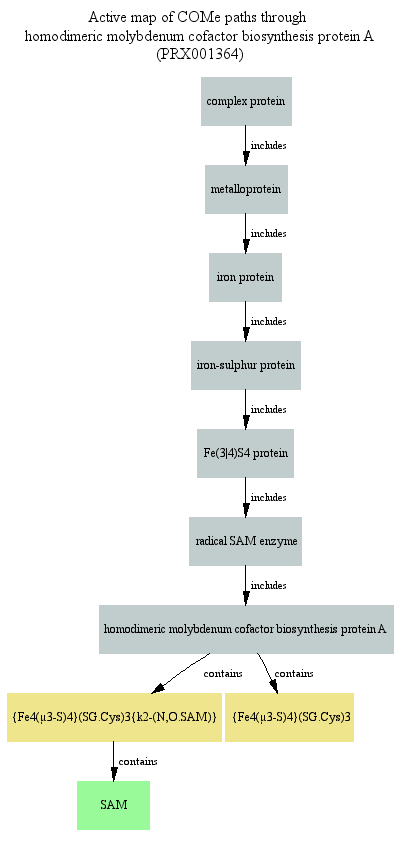 Active map of COMe paths through
homodimeric molybdenum cofactor biosynthesis protein A
(PRX001364)
complex protein
includes
metalloprotein
includes
iron protein
includes
iron-sulphur protein
includes
Fe(3|4)S4 protein
includes
radical SAM enzyme
includes
homodimeric molybdenum cofactor biosynthesis protein A
contains
contains
{Fe4(μ3-S)4}(SG.Cys)3{k2-(N,O.SAM)}
{Fe4(μ3-S)4}(SG.Cys)3
contains
SAM